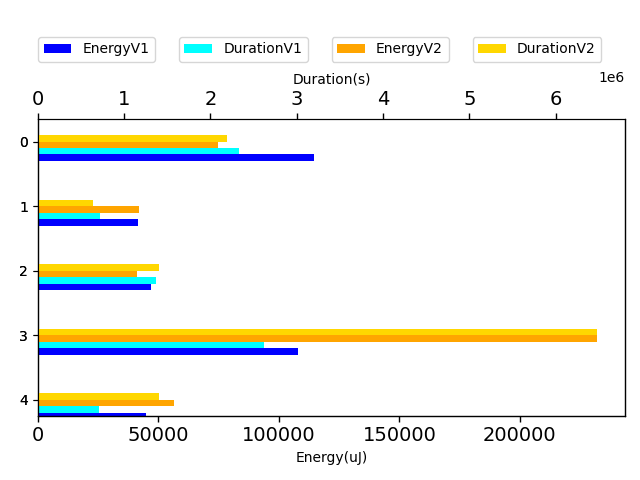 EnergyV1 DurationV1 EnergyV2 DurationV2
Duration(s)
1e6
0 1 2 3 4 5 6
0
1
2
3
4
0 50000 100000 150000 200000
Energy(uJ)